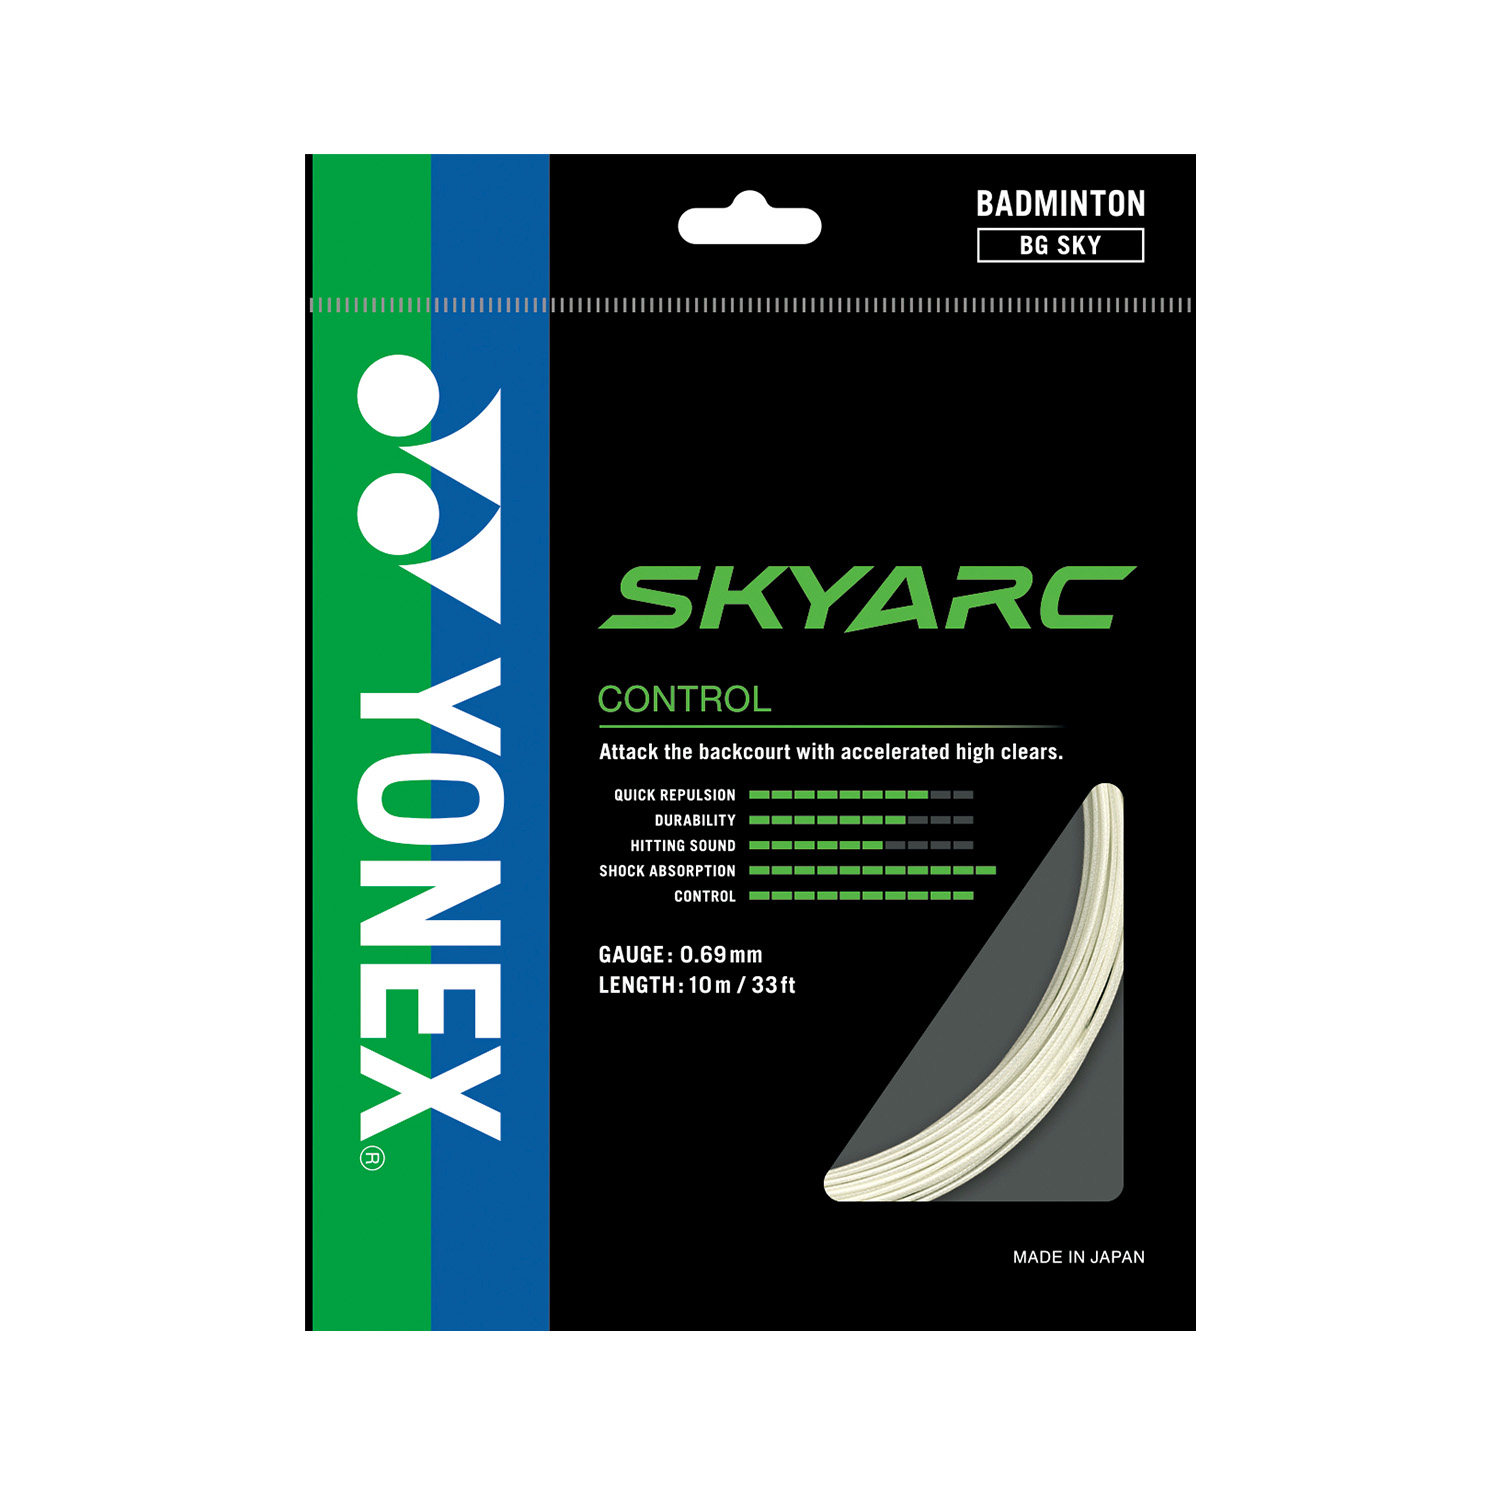 BADMINTON
BG SKY
YONEX®
SKYARC
CONTROL
Attack the backcourt with accelerated high clears.
QUICK REPULSION
DURABILITY
HITTING SOUND
SHOCK ABSORPTION
CONTROL
GAUGE: 0.69mm
LENGTH: 10m / 33ft
MADE IN JAPAN